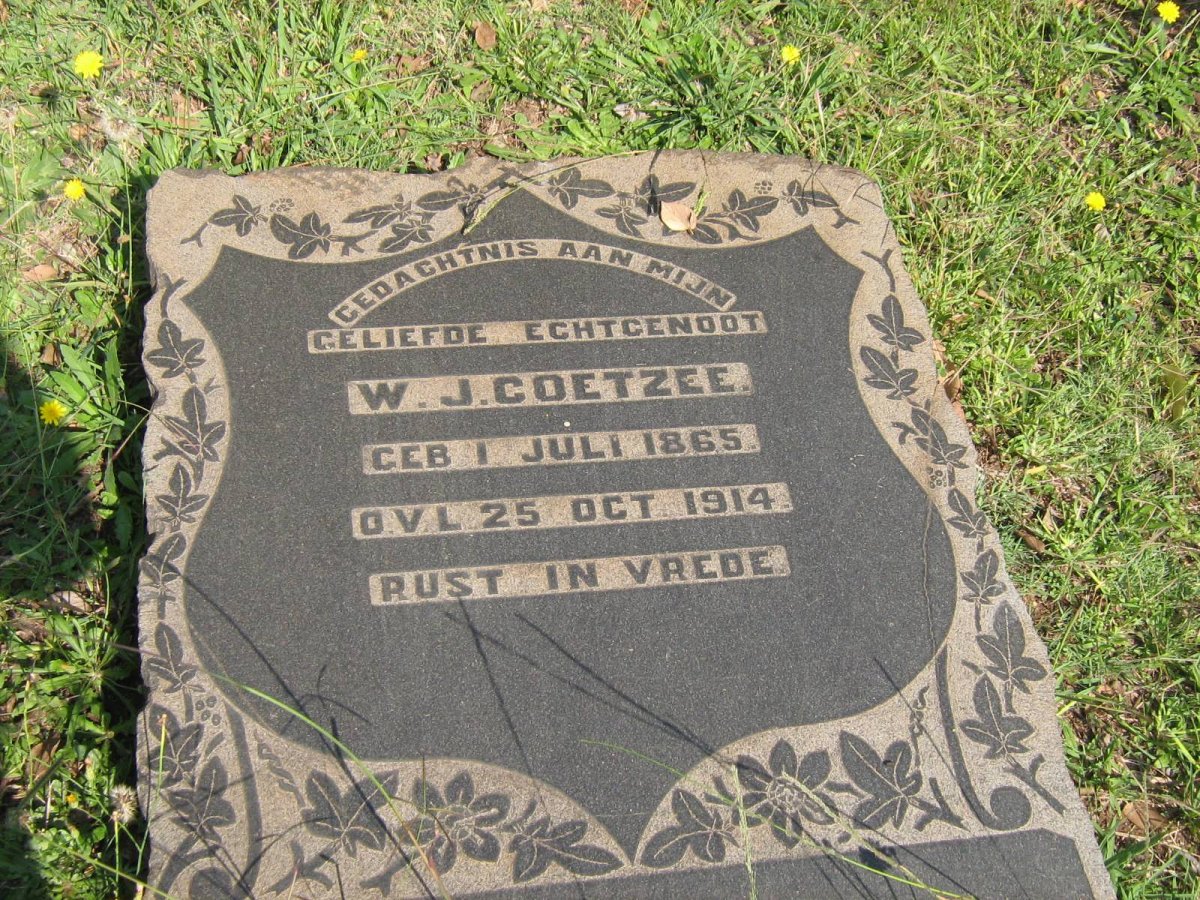 GEDACHTNIS AAN MIJN
GELIEFDE ECHTGENOOT
W. J. COETZEE.
GEB 1 JULI 1865.
OVL 25 OCT. 1914.
RUST IN VREDE